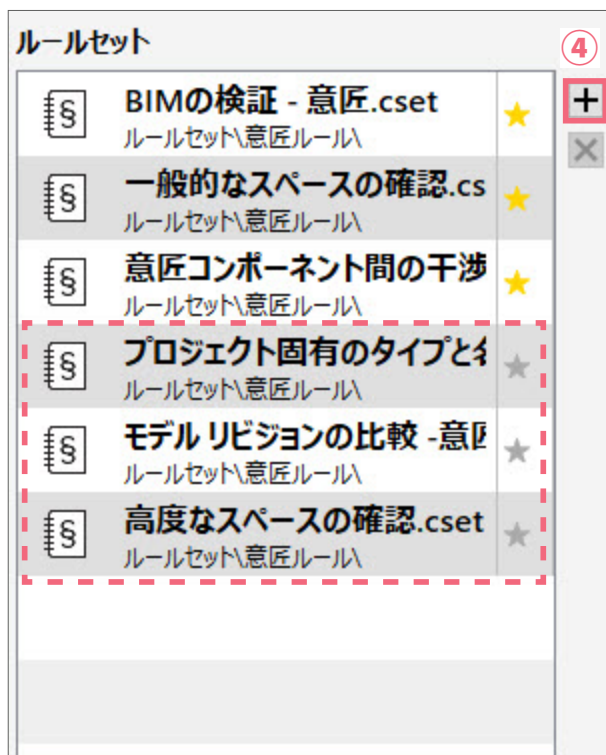 ルールセット
④
BIMの検証 - 意匠.cset
ルールセット\意匠ルール\
一般的なスペースの確認.cs
ルールセット\意匠ルール\
意匠コンポーネント間の干渉
ルールセット\意匠ルール\
プロジェクト固有のタイプと
ルールセット\意匠ルール\
モデル リビジョンの比較 -意匠
ルールセット\意匠ルール\
高度なスペースの確認.cset
ルールセット\意匠ルール\